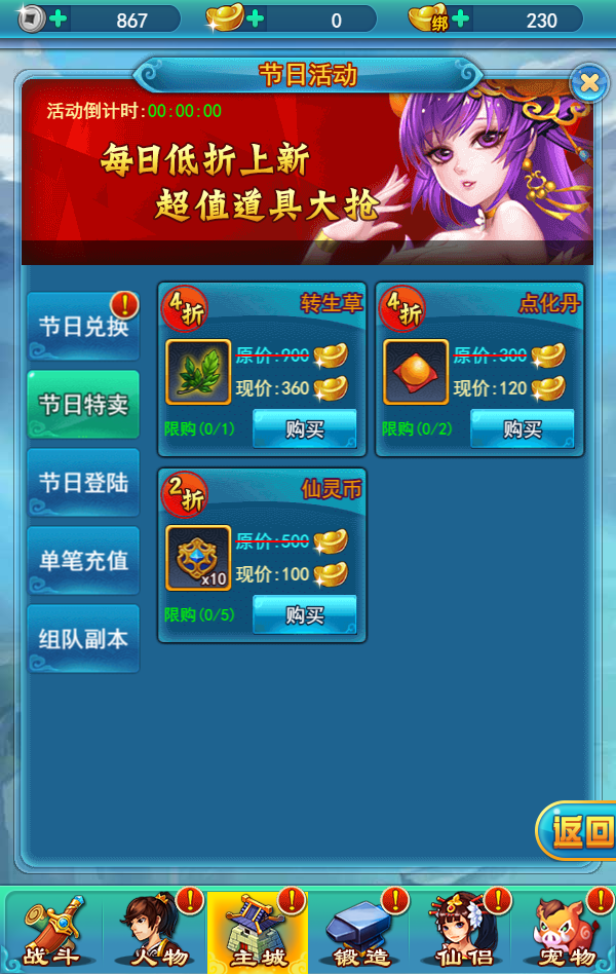 867
0
绑
230
节日活动
活动倒计时:00:00:00
每日低折上新
超值道具大抢
节日兑换
节日特卖
节日登陆
单笔充值
组队副本
4折
转生草
原价:900
现价:360
限购(0/1)
购买
4折
点化丹
原价:300
现价:120
限购(0/2)
购买
2折
仙灵币
x10
原价:500
现价:100
限购(0/5)
购买
返回
战斗
人物
主城
锻造
仙侣
宠物